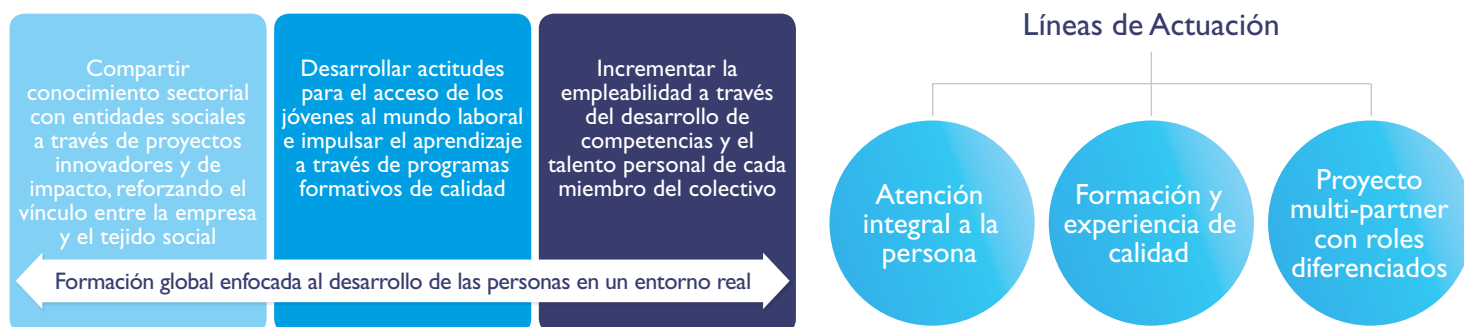 Compartir
conocimiento sectorial
con entidades sociales
a través de proyectos
innovadores y de
impacto, reforzando el
vínculo entre la empresa
y el tejido social
Desarrollar actitudes
para el acceso de los
jóvenes al mundo laboral
e impulsar el aprendizaje
a través de programas
formativos de calidad
Incrementar la
empleabilidad a través
del desarrollo de
competencias y el
talento personal de cada
miembro del colectivo
Formación global enfocada al desarrollo de las personas en un entorno real
Líneas de Actuación
Atención
integral a la
persona
Formación y
experiencia de
calidad
Proyecto
multi-partner
con roles
diferenciados